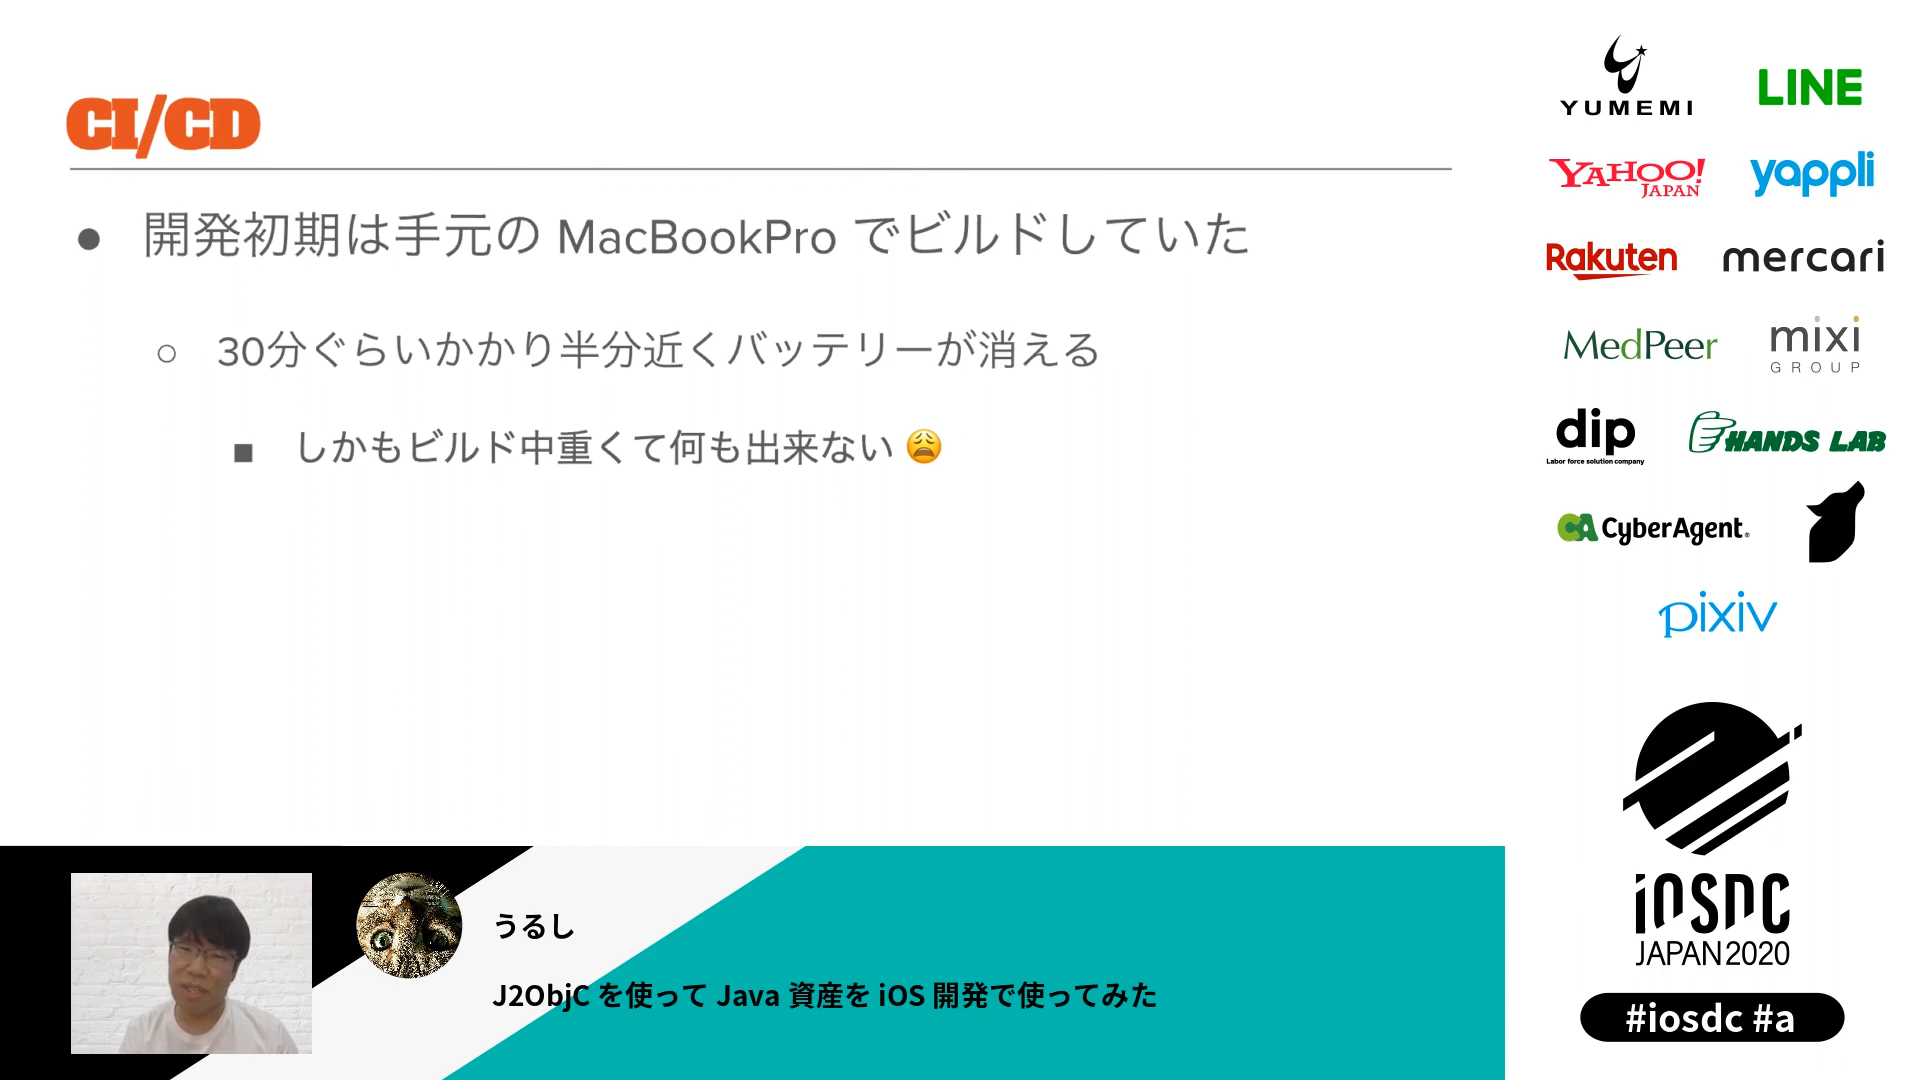 CI/CD
● 開発初期は手元の MacBookPro でビルドしていた
○ 30分ぐらいかかり半分近くバッテリーが消える
■ しかもビルド中重くて何も出来ない 😩
うるし
J2ObjC を使って Java 資産を iOS 開発で使ってみた
YUMEMI
LINE
YAHOO!
JAPAN
yappli
Rakuten
mercari
MedPeer
mixi
GROUP
dip
Labor force solution company
HANDS LAB
CyberAgent®
pixiv
iOSDC
JAPAN2020
#iosdc #a